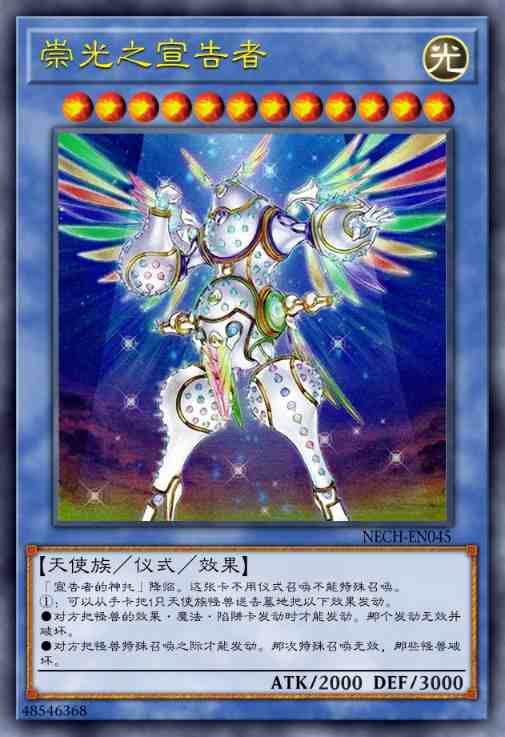 崇光之宣告者
光
NECH-EN045
【天使族／仪式／效果】
「宣告者的神托」降临。这张卡不用仪式召唤不能特殊召唤。
①：可以从手卡把1只天使族怪兽送去墓地把以下效果发动。
●对方把怪兽的效果·魔法·陷阱卡发动时才能发动。那个发动无效并
破坏。
●对方把怪兽特殊召唤之际才能发动。那次特殊召唤无效，那些怪兽破
坏。
ATK/2000 DEF/3000
48546368